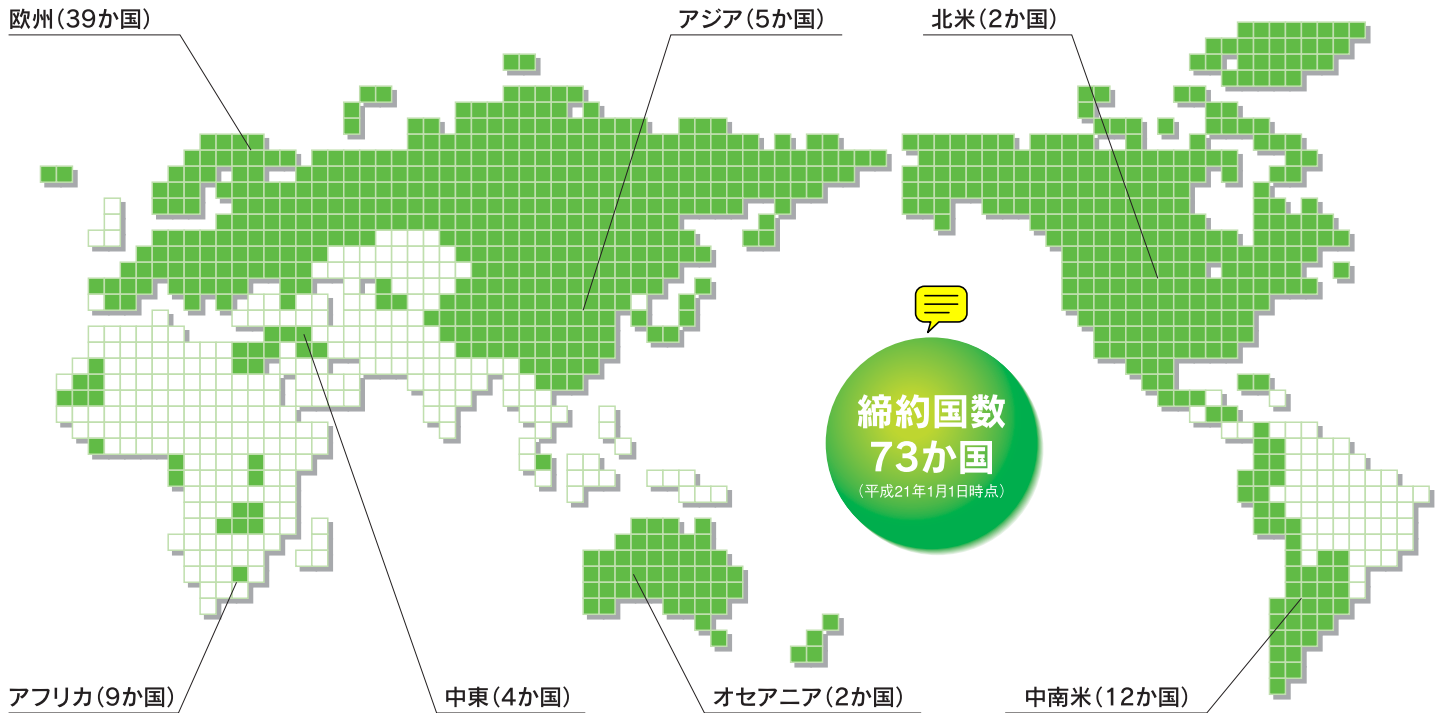 欧州（39か国）
アジア（5か国）
北米（2か国）
締約国数
73か国
（平成21年1月1日時点）
アフリカ（9か国）
中東（4か国）
オセアニア（2か国）
中南米（12か国）